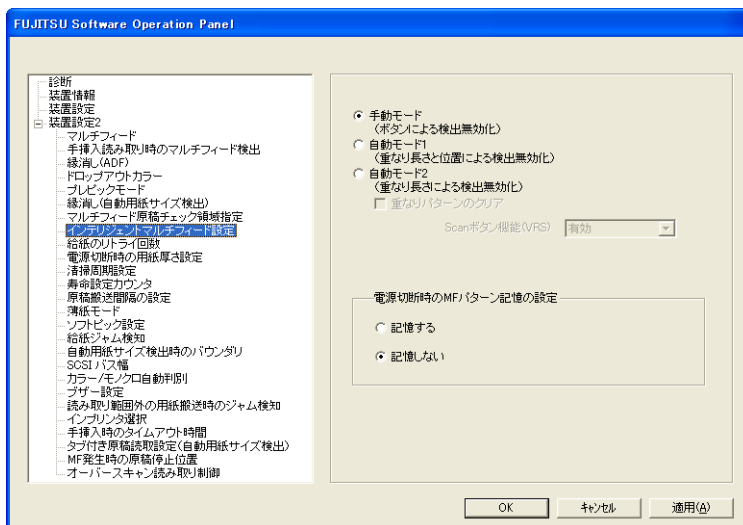 FUJITSU Software Operation Panel
診断
装置情報
装置設定
装置設定2
マルチフィード
手挿入読み取り時のマルチフィード検出
縁消し(ADF)
ドロップアウトカラー
プレピックモード
縁消し(自動用紙サイズ検出)
マルチフィード原稿チェック領域指定
インテリジェントマルチフィード設定
給紙のリトライ回数
電源切断時の用紙厚さ設定
清掃周期設定
寿命設定カウンタ
原稿搬送間隔の設定
薄紙モード
ソフトピック設定
給紙ジャム検知
自動用紙サイズ検出時のバウンダリ
SCSI バス幅
カラー/モノクロ自動判別
ブザー設定
読み取り範囲外の用紙搬送時のジャム検知
インプリンタ選択
手挿入時のタイムアウト時間
タブ付き原稿読取設定(自動用紙サイズ検出)
MF発生時の原稿停止位置
オーバースキャン読み取り制御
手動モード
(ボタンによる検出無効化)
自動モード1
(重なり長さと位置による検出無効化)
自動モード2
(重なり長さによる検出無効化)
重なりパターンのクリア
Scanボタン機能(VRS) 有効
電源切断時のMFパターン記憶の設定
記憶する
記憶しない
OK キャンセル 適用(A)